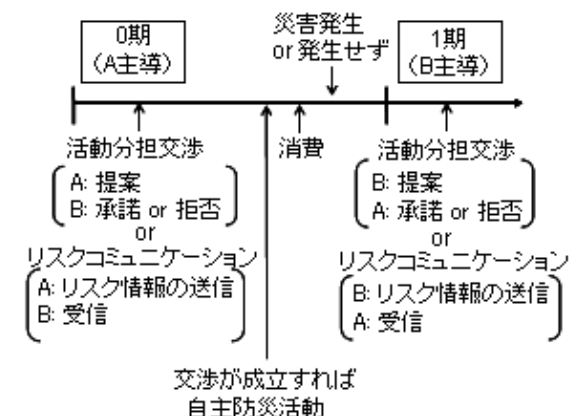 0期
（A主導）
災害発生
or 発生せず
1期
（B主導）
活動分担交渉
A: 提案
B: 承諾 or 拒否
or
リスクコミュニケーション
A: リスク情報の送信
B: 受信
消費
交渉が成立すれば
自主防災活動
活動分担交渉
B: 提案
A: 承諾 or 拒否
or
リスクコミュニケーション
B: リスク情報の送信
A: 受信